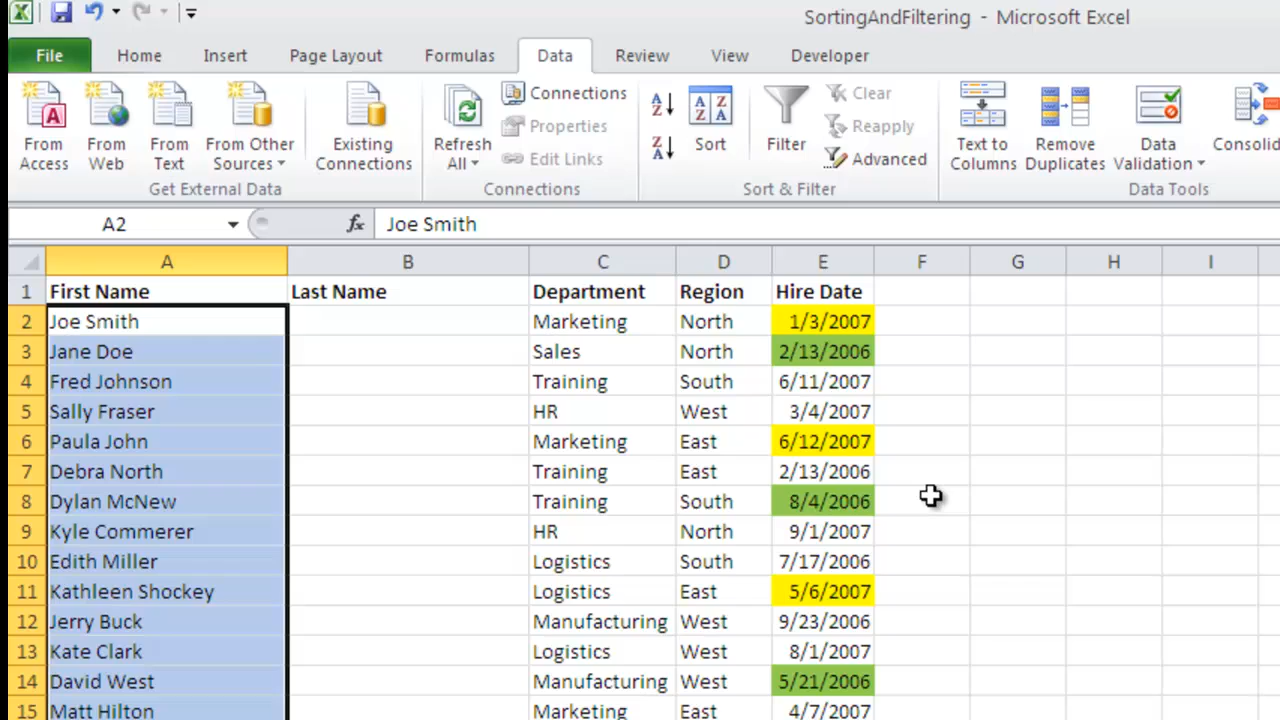 SortingAndFiltering - Microsoft Excel
File Home Insert Page Layout Formulas Data Review View Developer
From Access From Web From Text From Other Sources Existing Connections Refresh All Connections Properties Edit Links Sort Filter Clear Reapply Advanced Text to Columns Remove Duplicates Data Validation Consolid
Get External Data Connections Sort & Filter Data Tools
A2 fx Joe Smith
A B C D E F G H I
1 First Name Last Name Department Region Hire Date
2 Joe Smith Marketing North 1/3/2007
3 Jane Doe Sales North 2/13/2006
4 Fred Johnson Training South 6/11/2007
5 Sally Fraser HR West 3/4/2007
6 Paula John Marketing East 6/12/2007
7 Debra North Training East 2/13/2006
8 Dylan McNew Training South 8/4/2006
9 Kyle Commerer HR North 9/1/2007
10 Edith Miller Logistics South 7/17/2006
11 Kathleen Shockey Logistics East 5/6/2007
12 Jerry Buck Manufacturing West 9/23/2006
13 Kate Clark Logistics West 8/1/2007
14 David West Manufacturing West 5/21/2006
15 Matt Hilton Marketing East 4/7/2007